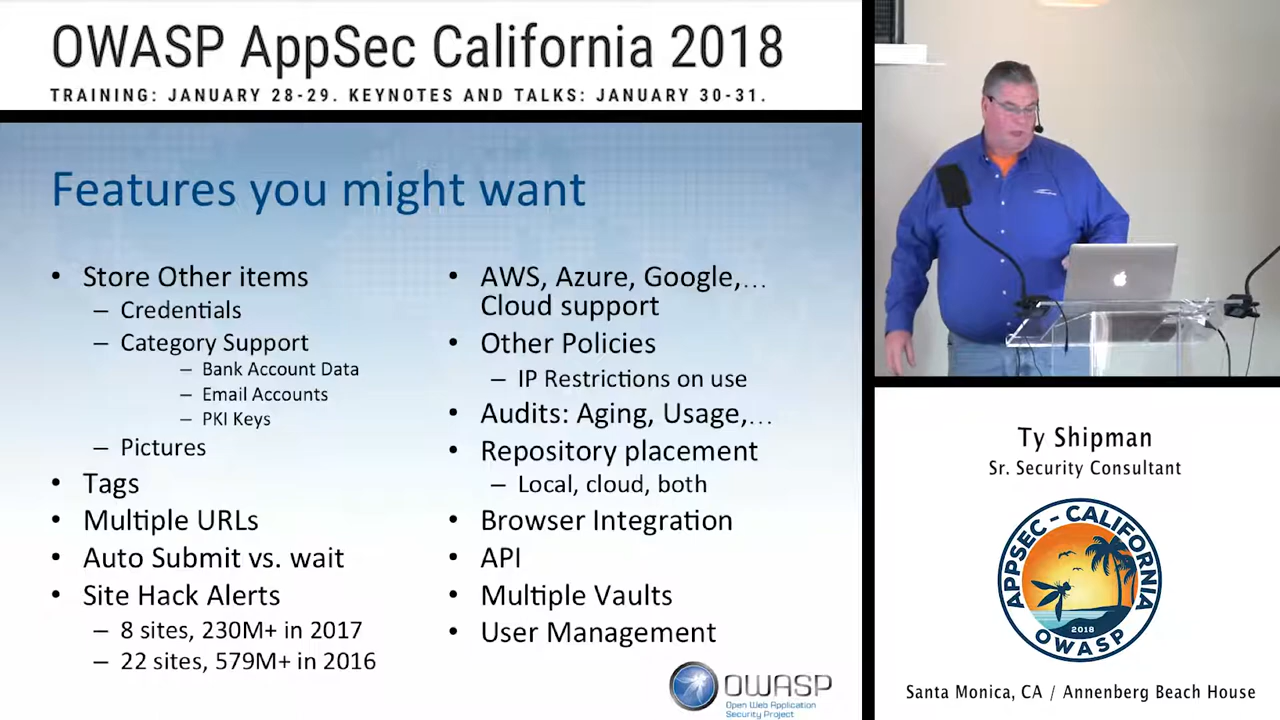 OWASP AppSec California 2018
TRAINING: JANUARY 28-29. KEYNOTES AND TALKS: JANUARY 30-31.
Features you might want
• Store Other items
– Credentials
– Category Support
– Bank Account Data
– Email Accounts
– PKI Keys
– Pictures
• Tags
• Multiple URLs
• Auto Submit vs. wait
• Site Hack Alerts
– 8 sites, 230M+ in 2017
– 22 sites, 579M+ in 2016
• AWS, Azure, Google,…
Cloud support
• Other Policies
– IP Restrictions on use
• Audits: Aging, Usage,…
• Repository placement
– Local, cloud, both
• Browser Integration
• API
• Multiple Vaults
• User Management
OWASP
Open Web Application
Security Project
Ty Shipman
Sr. Security Consultant
APPSEC - CALIFORNIA
2018
OWASP
Santa Monica, CA / Annenberg Beach House